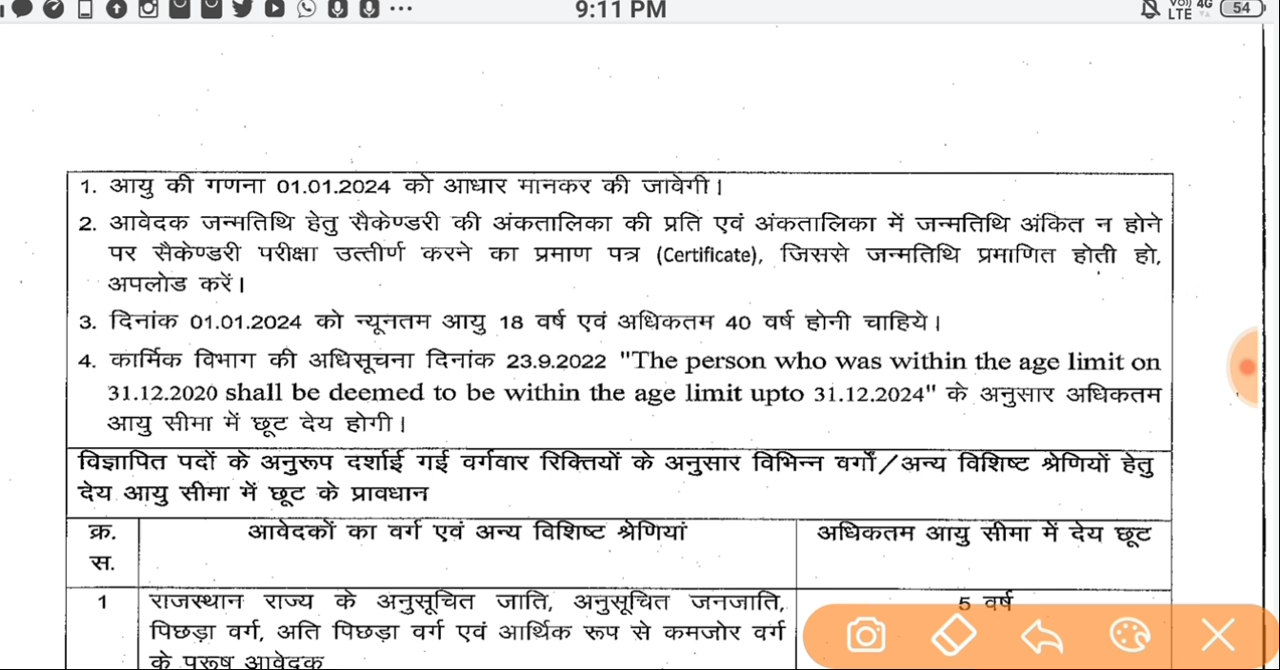 9:11 PM
Vo)) LTE 4G 54
1. आयु की गणना 01.01.2024 को आधार मानकर की जावेगी।
2. आवेदक जन्मतिथि हेतु सैकेण्डरी की अंकतालिका की प्रति एवं अंकतालिका में जन्मतिथि अंकित न होने
पर सैकेण्डरी परीक्षा उत्तीर्ण करने का प्रमाण पत्र (Certificate), जिससे जन्मतिथि प्रमाणित होती हो,
अपलोड करें।
3. दिनांक 01.01.2024 को न्यूनतम आयु 18 वर्ष एवं अधिकतम 40 वर्ष होनी चाहिये।
4. कार्मिक विभाग की अधिसूचना दिनांक 23.9.2022 "The person who was within the age limit on
31.12.2020 shall be deemed to be within the age limit upto 31.12.2024" के अनुसार अधिकतम
आयु सीमा में छूट देय होगी।
विज्ञापित पदों के अनुरूप दर्शाई गई वर्गवार रिक्तियों के अनुसार विभिन्न वर्गों/अन्य विशिष्ट श्रेणियों हेतु
देय आयु सीमा में छूट के प्रावधान
क्र. आवेदकों का वर्ग एवं अन्य विशिष्ट श्रेणियां अधिकतम आयु सीमा में देय छूट
स.
1 राजस्थान राज्य के अनुसूचित जाति, अनुसूचित जनजाति, 5 वर्ष
पिछड़ा वर्ग, अति पिछड़ा वर्ग एवं आर्थिक रूप से कमजोर वर्ग
के पुरूष आवेदक